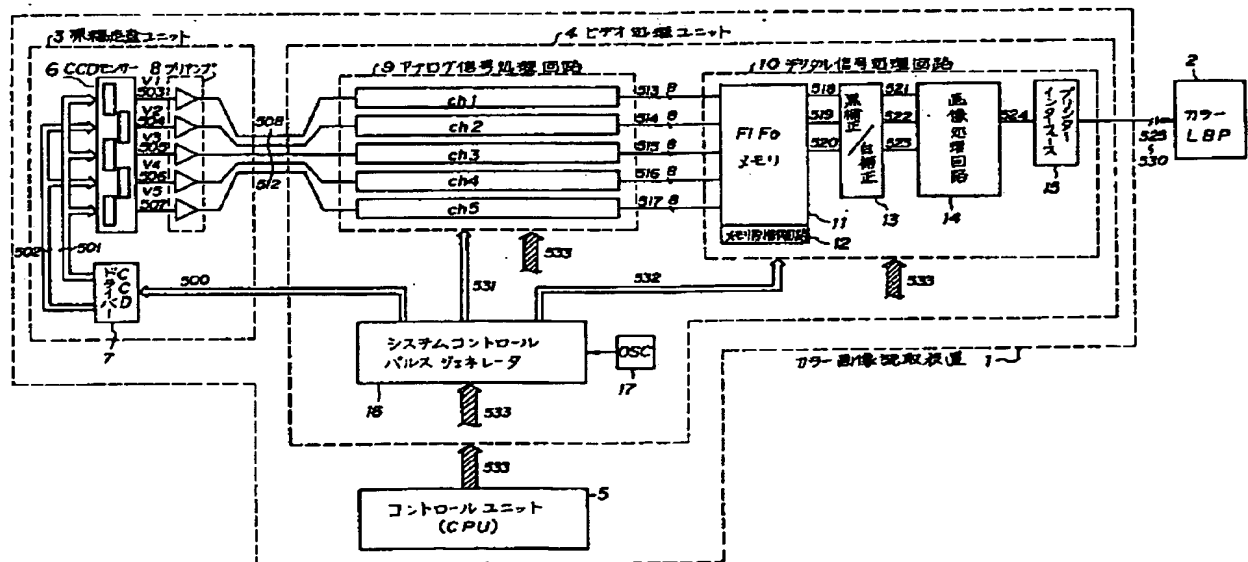 3 原稿走査ユニット
4 ビデオ処理ユニット
6 CCDセンサー
8 プリアンプ
9 アナログ信号処理回路
10 デジタル信号処理回路
2
V1
503
V2
504
V3
505
V4
506
V5
507
508
512
ch1
ch2
ch3
ch4
ch5
513 8
514 8
515 8
516 8
517 8
FiFo
メモリ
メモリ制御回路
11
12
518
519
520
黒補正/白補正
13
521
522
523
画像処理回路
14
524
プリンターインターフェース
15
525
530
カラー
LBP
502
501
CCDドライバー
7
500
531
533
532
533
システムコントロール
パルスジェネレータ
16
OSC
17
533
カラー画像読取装置 1
533
コントロールユニット
(CPU)
5